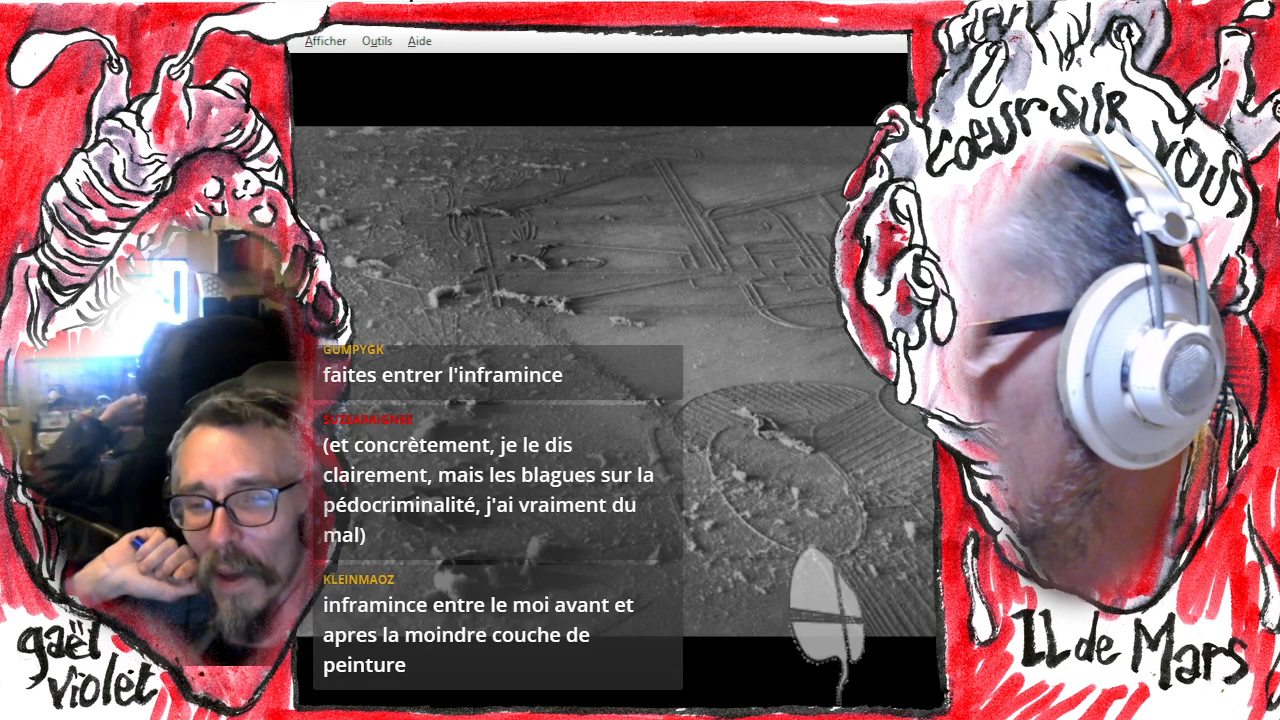 Afficher Outils Aide
cœur sur
vous
GUMPYGK
faites entrer l'inframince
SUZIARAIGNEE
(et concrètement, je le dis
clairement, mais les blagues sur la
pédocriminalité, j'ai vraiment du
mal)
KLEINMAOZ
inframince entre le moi avant et
apres la moindre couche de
peinture
gaël
violet
LL de Mars